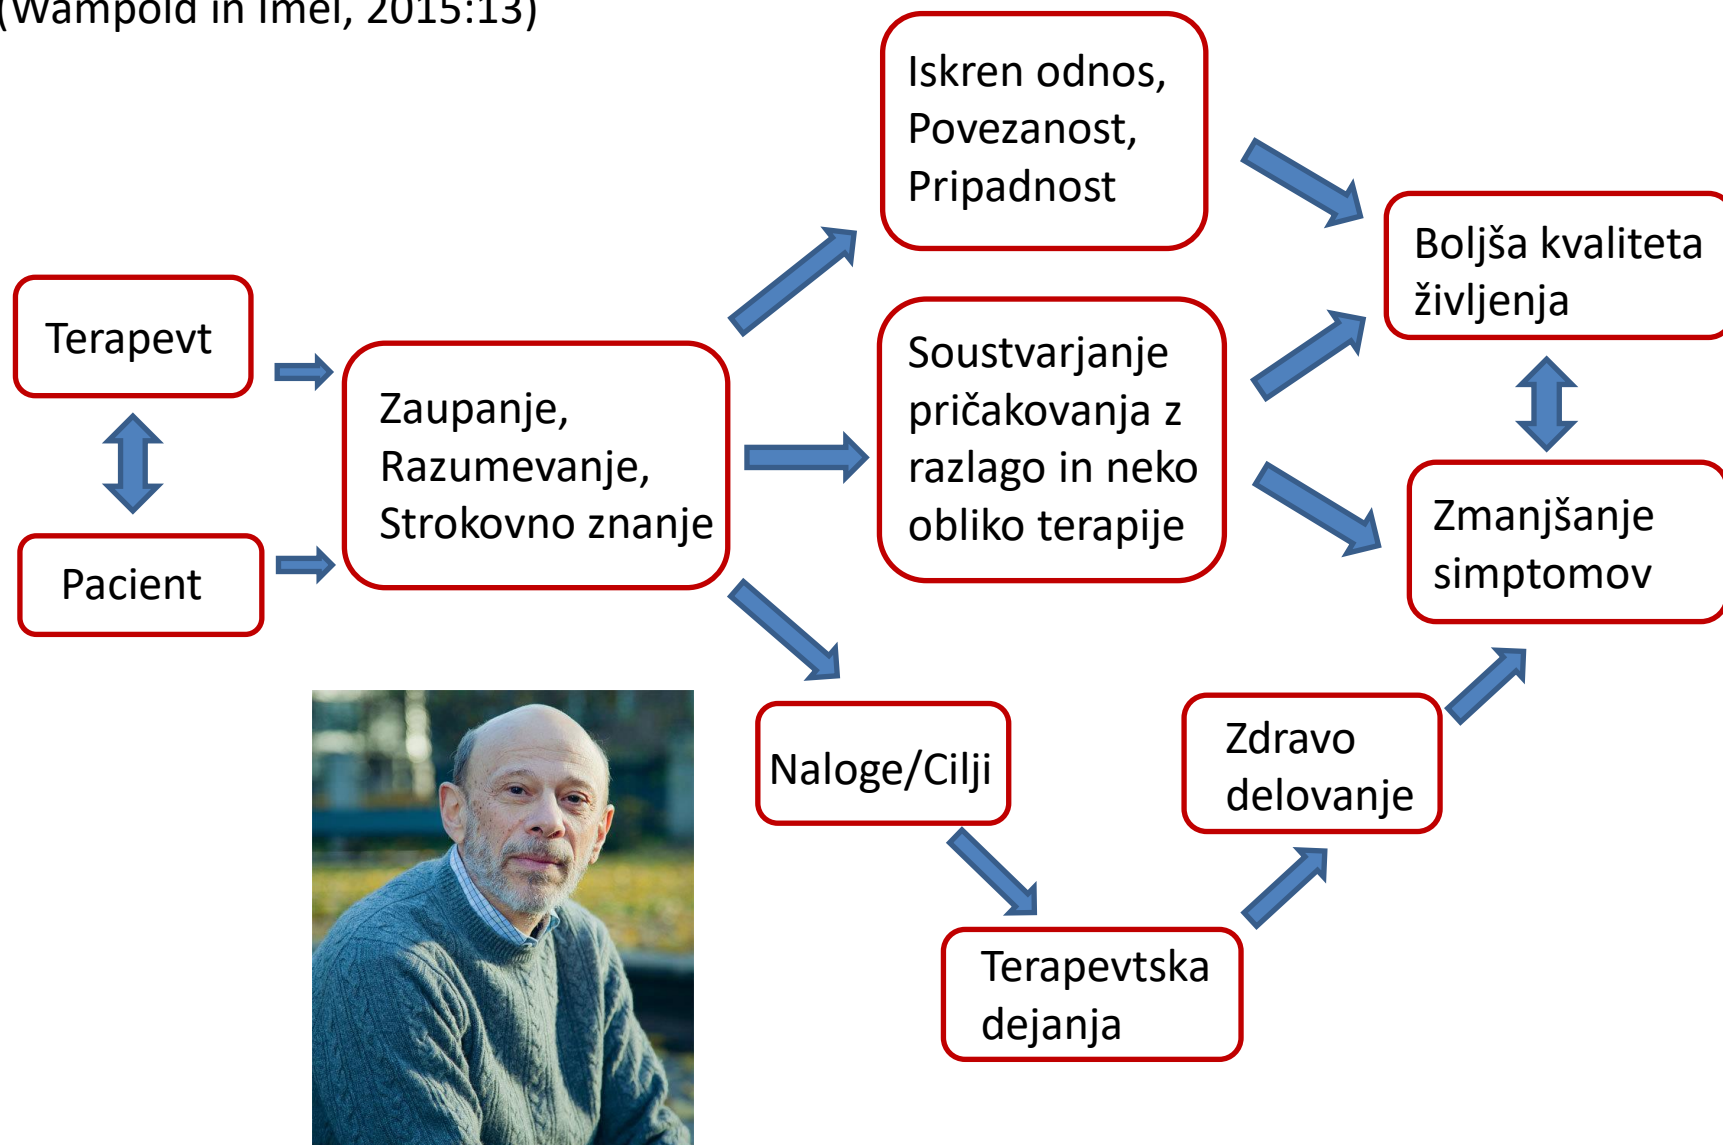 (Wampold in Imel, 2015:13)
Iskren odnos,
Povezanost,
Pripadnost
Boljša kvaliteta
življenja
Terapevt
Zaupanje,
Razumevanje,
Strokovno znanje
Soustvarjanje
pričakovanja z
razlago in neko
obliko terapije
Zmanjšanje
simptomov
Pacient
Naloge/Cilji
Zdravo
delovanje
Terapevtska
dejanja